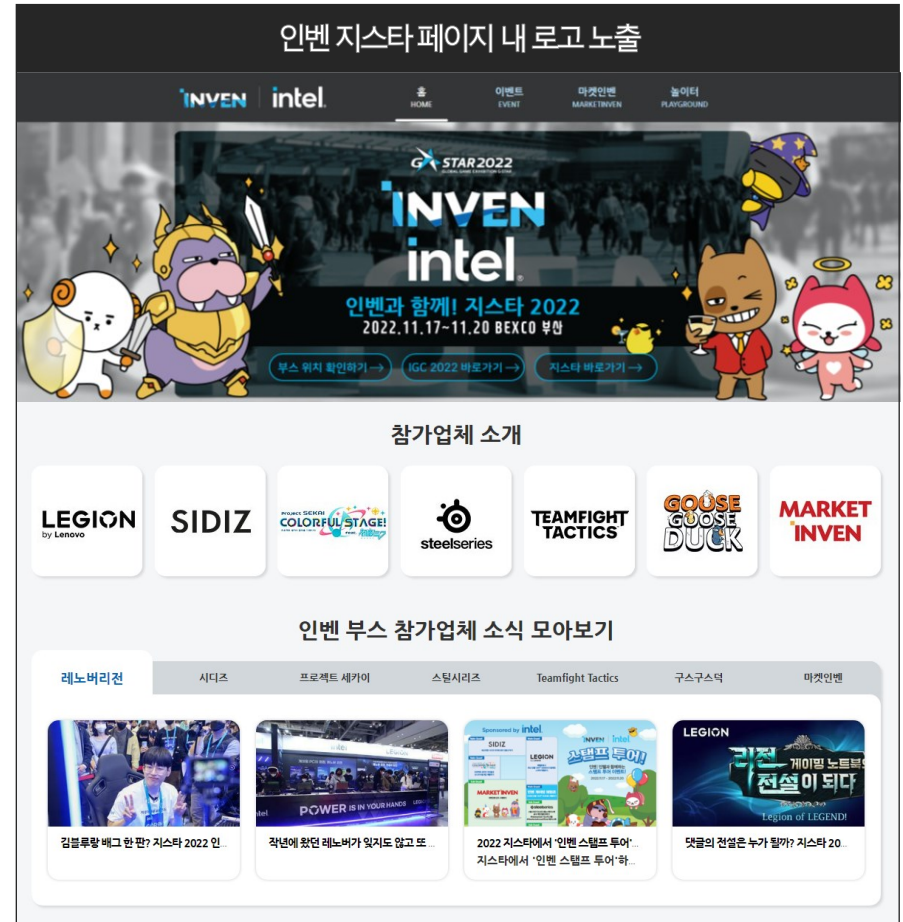 인벤 지스타 페이지 내 로고 노출
INVEN intel.
홈 이벤트 마켓인벤 놀이터
HOME EVENT MARKETINVEN PLAYGROUND
G STAR 2022
INVEN
intel.
인벤과 함께! 지스타 2022
2022.11.17~11.20 BEXCO 부산
부스 위치 확인하기→ IGC 2022 바로가기→ 지스타 바로가기→
참가업체 소개
LEGION
by Lenovo
SIDIZ
PROJECT SEKAI
COLORFUL STAGE!
steelseries
TEAMFIGHT
TACTICS
GOOSE
GOOSE
DUCK
MARKET
INVEN
인벤 부스 참가업체 소식 모아보기
레노버리전 시디즈 프로젝트 세카이 스틸시리즈 Teamfight Tactics 구스구스덕 마켓인벤
POWER IS IN YOUR HANDS
Sponsored by intel
SIDIZ
LEGION
MARKET INVEN
steelseries
INVEN intel
스탬프 투어!
LEGION
리전 게이밍 노트북
전설이 되다
Legion of LEGEND!
김블루랑 배그 한 판? 지스타 2022 인...
작년에 왔던 레노버가 잊지도 않고 또 ...
2022 지스타에서 '인벤 스탬프 투어'...
지스타에서 '인벤 스탬프 투어'하...
댓글의 전설은 누가 될까? 지스타 20...